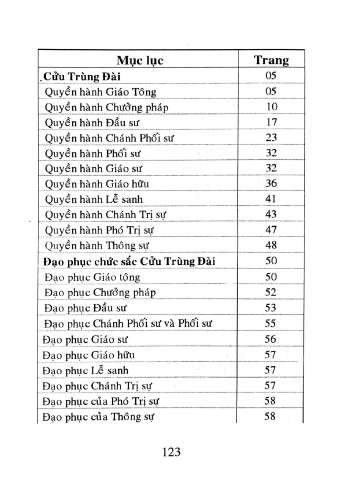 Mục lục Trang
Cửu Trùng Đài 05
Quyền hành Giáo Tông 05
Quyền hành Chưởng pháp 10
Quyền hành Đầu sư 17
Quyền hành Chánh Phối sư 23
Quyền hành Phối sư 32
Quyền hành Giáo sư 32
Quyền hành Giáo hữu 36
Quyền hành Lễ sanh 41
Quyền hành Chánh Trị sự 43
Quyền hành Phó Trị sự 47
Quyền hành Thông sự 48
Đạo phục chức sắc Cửu Trùng Đài 50
Đạo phục Giáo tông 50
Đạo phục Chưởng pháp 52
Đạo phục Đầu sư 53
Đạo phục Chánh Phối sư và Phối sư 55
Đạo phục Giáo sư 56
Đạo phục Giáo hữu 57
Đạo phục Lễ sanh 57
Đạo phục Chánh Trị sự 57
Đạo phục của Phó Trị sự 58
Đạo phục của Thông sự 58
123